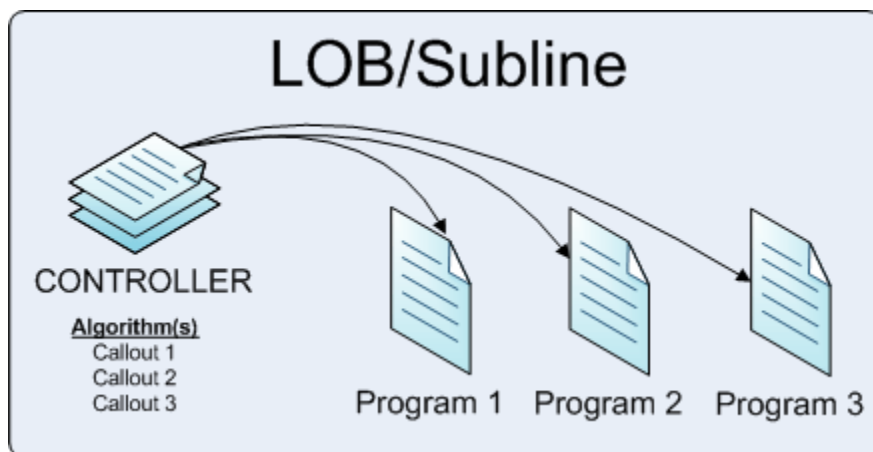 LOB/Subline
CONTROLLER
Algorithm(s)
Callout 1
Callout 2
Callout 3
Program 1
Program 2
Program 3